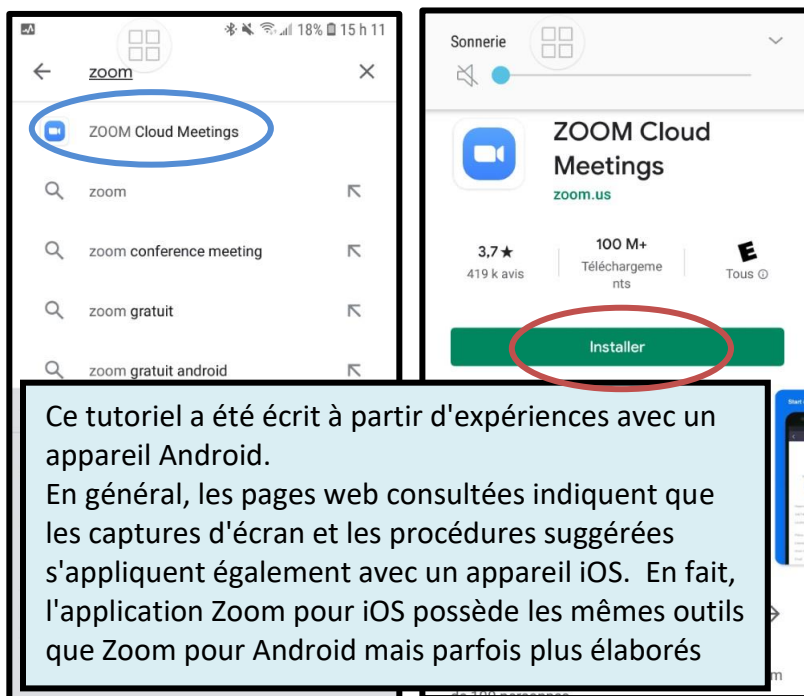 18% 15 h 11
zoom
ZOOM Cloud Meetings
zoom
zoom conference meeting
zoom gratuit
zoom gratuit android
Sonnerie
ZOOM Cloud
Meetings
zoom.us
3,7★
419 k avis
100 M+
Téléchargeme
nts
E
Tous
Installer
Ce tutoriel a été écrit à partir d'expériences avec un
appareil Android.
En général, les pages web consultées indiquent que
les captures d'écran et les procédures suggérées
s'appliquent également avec un appareil iOS.  En fait,
l'application Zoom pour iOS possède les mêmes outils
que Zoom pour Android mais parfois plus élaborés